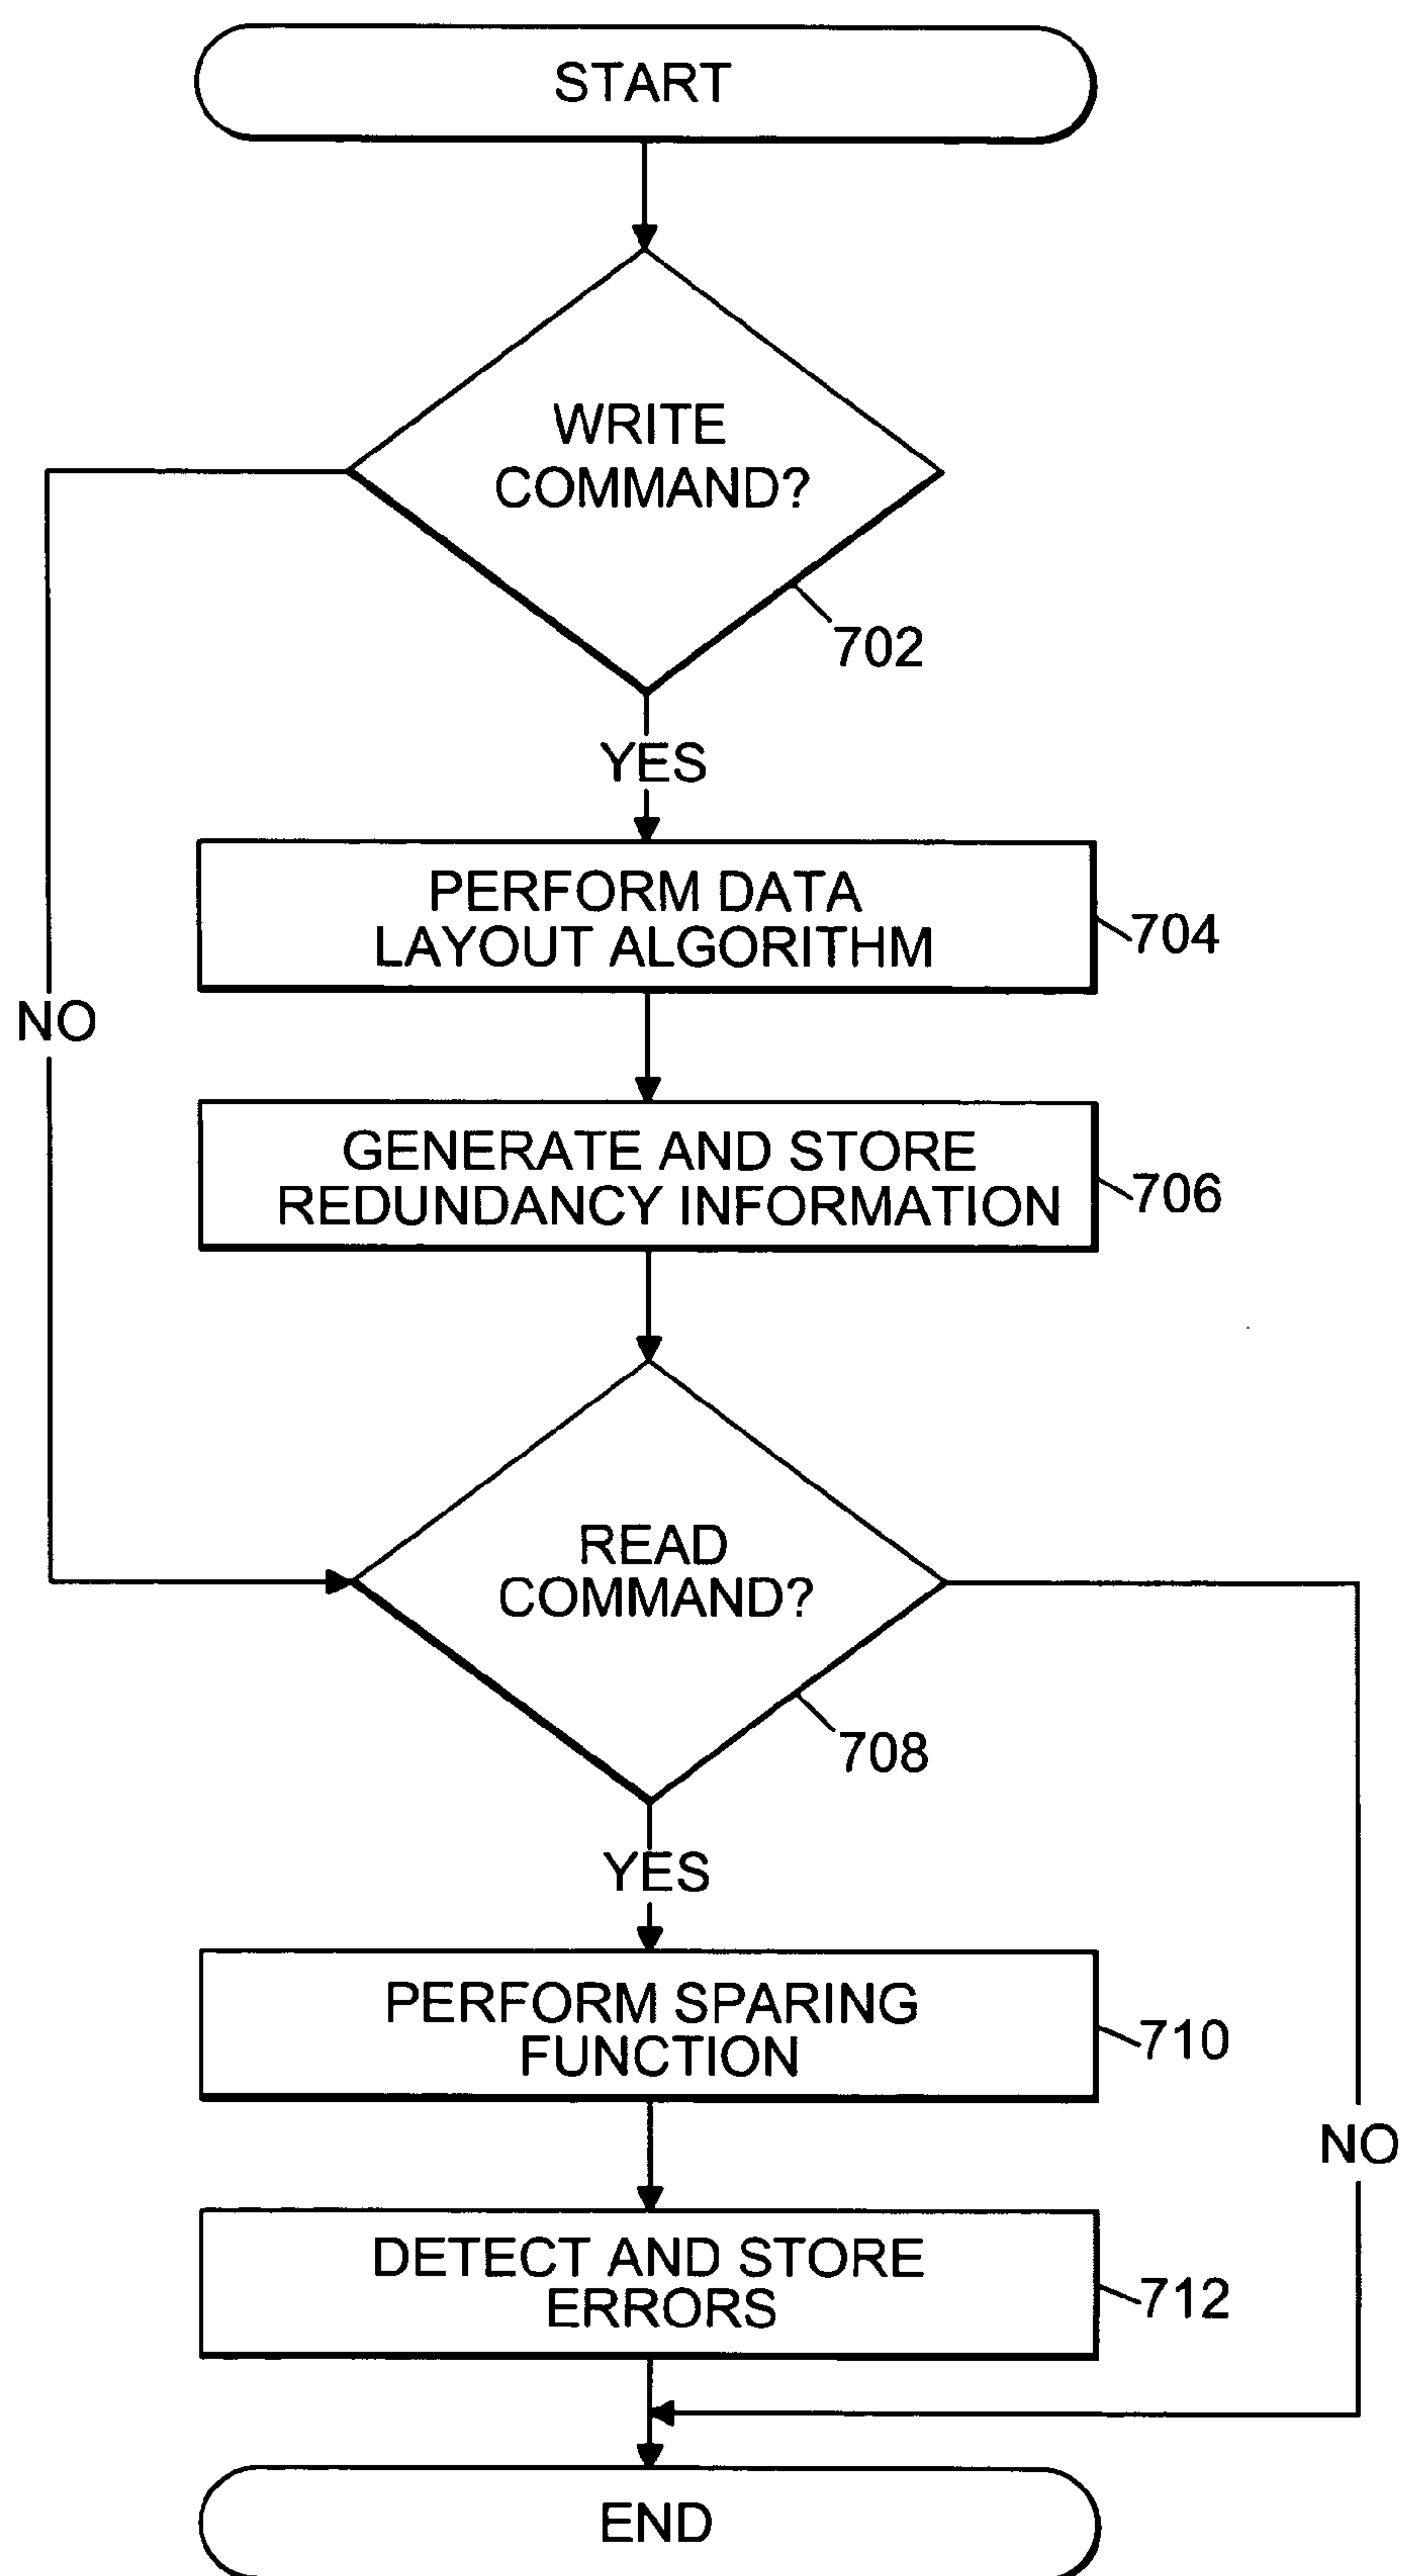 START
WRITE
COMMAND?
702
YES
PERFORM DATA
LAYOUT ALGORITHM
704
NO
GENERATE AND STORE
REDUNDANCY INFORMATION
706
READ
COMMAND?
708
YES
PERFORM SPARING
FUNCTION
710
NO
DETECT AND STORE
ERRORS
712
END